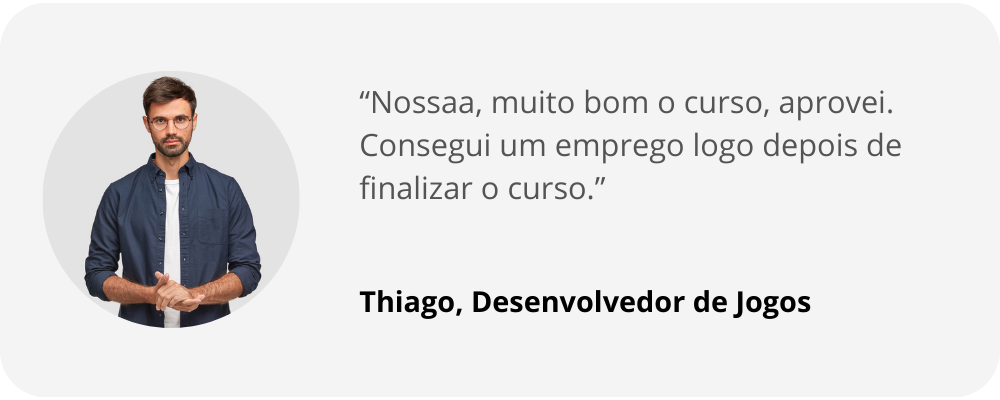 “Nossaa, muito bom o curso, aprovei.
Consegui um emprego logo depois de
finalizar o curso.”
Thiago, Desenvolvedor de Jogos